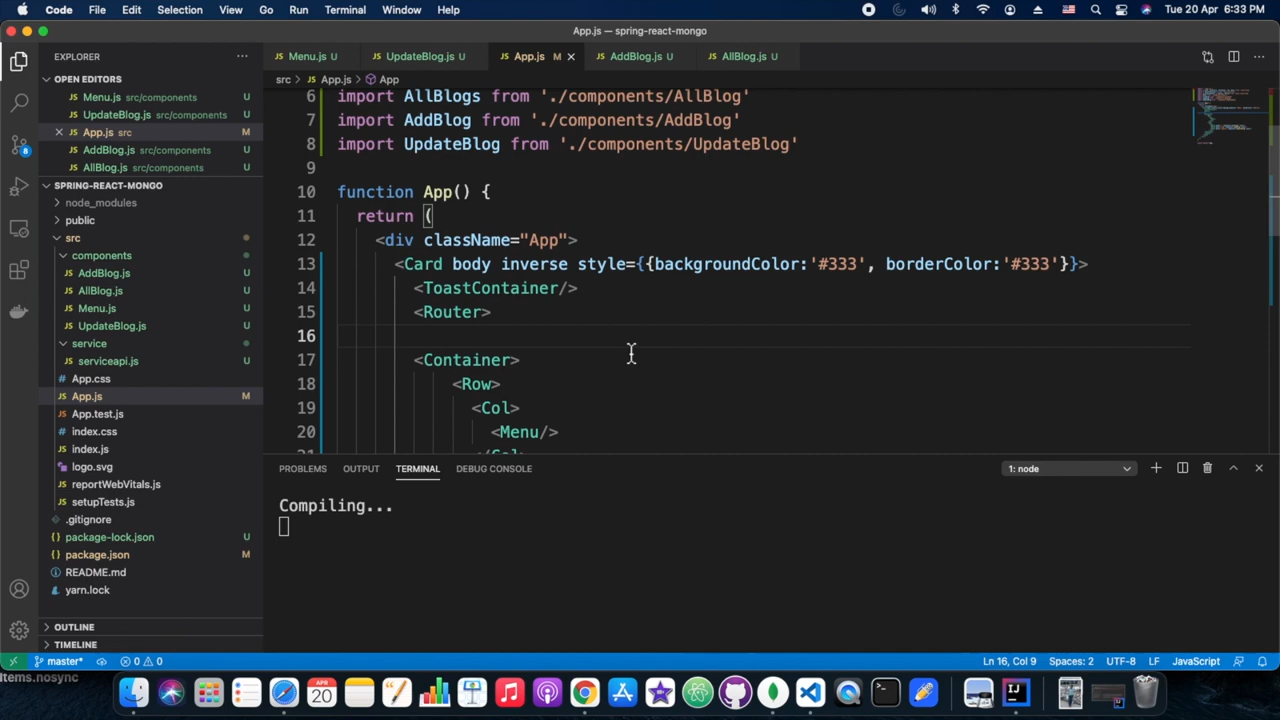 Code File Edit Selection View Go Run Terminal Window Help Tue 20 Apr 6:33 PM
App.js — spring-react-mongo
EXPLORER
OPEN EDITORS
Menu.js src/components U
UpdateBlog.js src/components U
App.js src M
AddBlog.js src/components U
AllBlog.js src/components U
SPRING-REACT-MONGO
node_modules
public
src
components
AddBlog.js U
AllBlog.js U
Menu.js U
UpdateBlog.js U
service
serviceapi.js U
App.css
App.js M
App.test.js
index.css
index.js
logo.svg
reportWebVitals.js
setupTests.js
.gitignore
package-lock.json U
package.json M
README.md
yarn.lock
OUTLINE
TIMELINE
Menu.js U UpdateBlog.js U App.js M AddBlog.js U AllBlog.js U
src > App.js > App
6 import AllBlogs from './components/AllBlog'
7 import AddBlog from './components/AddBlog'
8 import UpdateBlog from './components/UpdateBlog'
9
10 function App() {
11 return (
12 <div className="App">
13 <Card body inverse style={{backgroundColor:'#333', borderColor:'#333'}}>
14 <ToastContainer/>
15 <Router>
16
17 <Container>
18 <Row>
19 <Col>
20 <Menu/>
PROBLEMS OUTPUT TERMINAL DEBUG CONSOLE 1: node
Compiling...
master* 0 0 Ln 16, Col 9 Spaces: 2 UTF-8 LF JavaScript
Items.nosync
APR
20